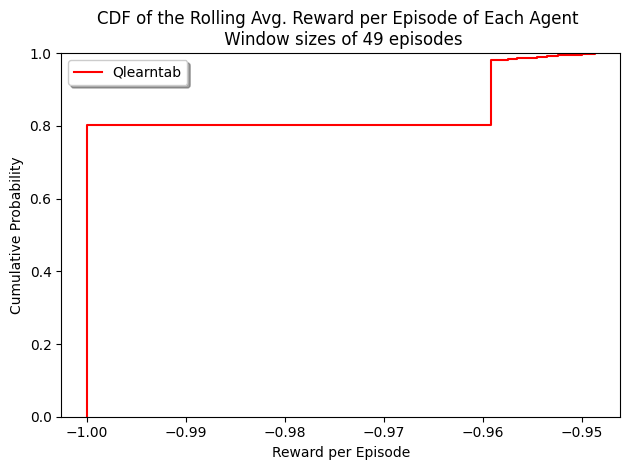 CDF of the Rolling Avg. Reward per Episode of Each Agent
Window sizes of 49 episodes
Qlearntab
Cumulative Probability
1.0
0.8
0.6
0.4
0.2
0.0
−1.00 −0.99 −0.98 −0.97 −0.96 −0.95
Reward per Episode